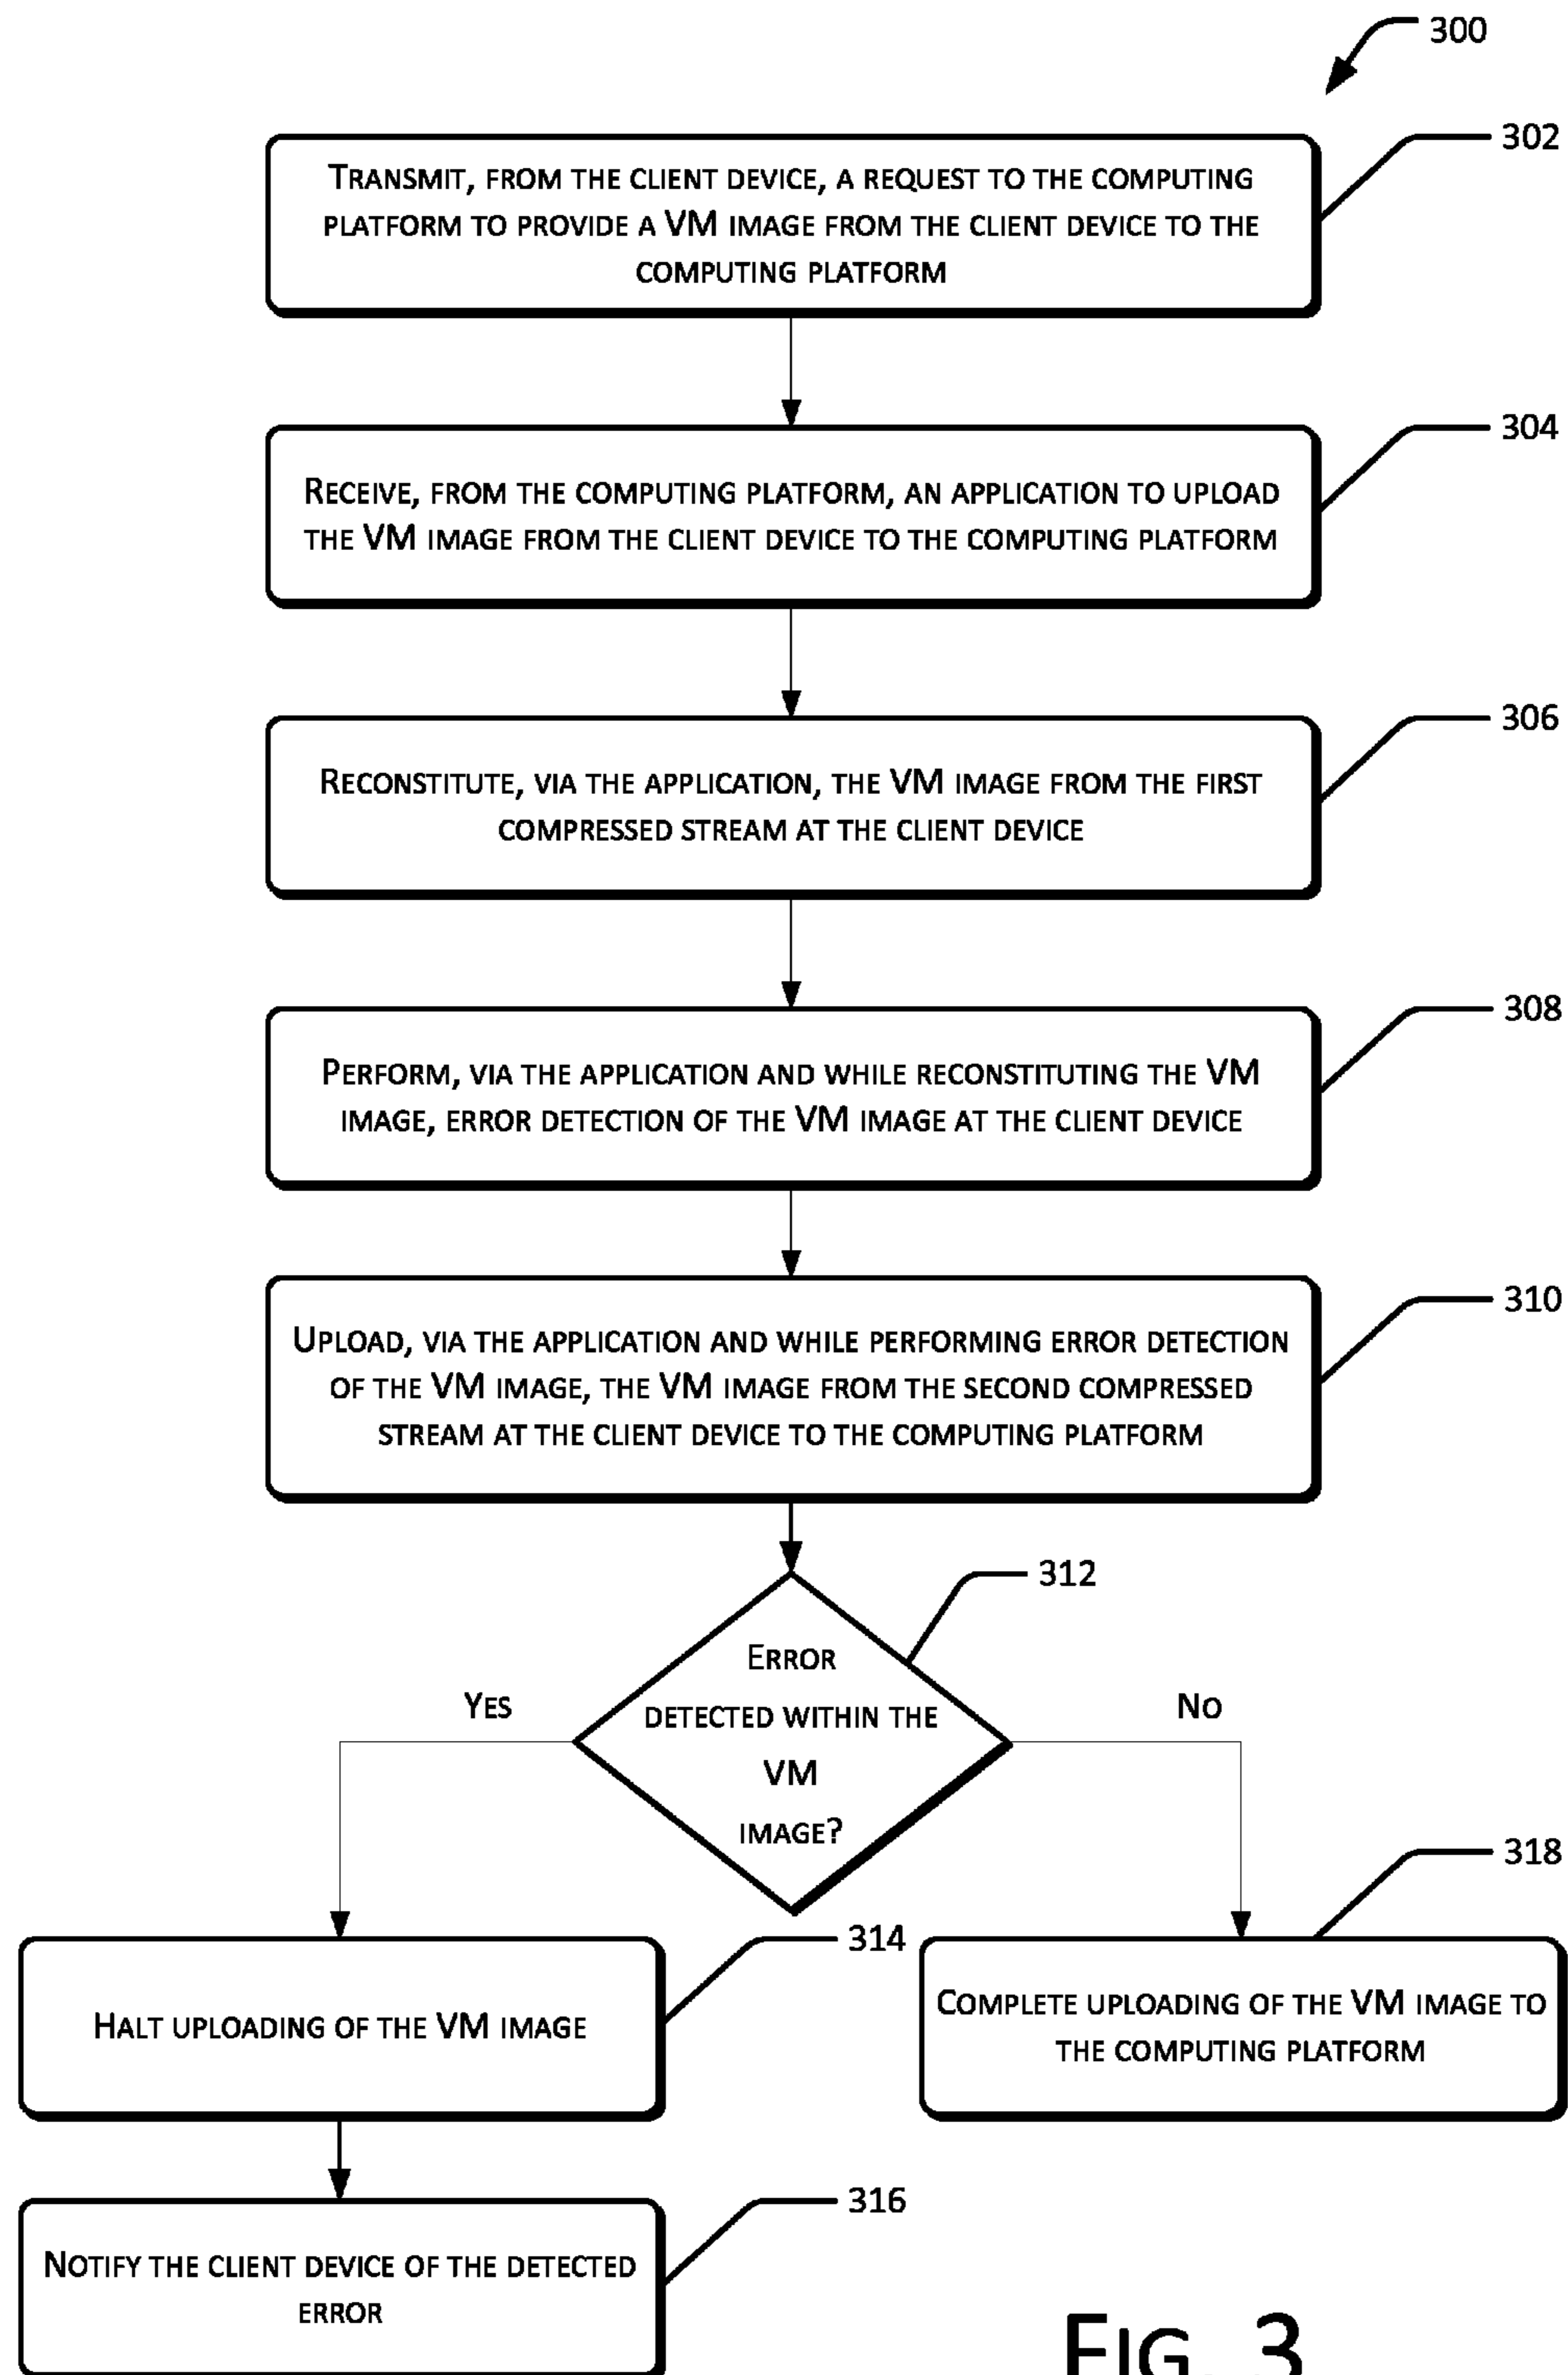 300
302
TRANSMIT, FROM THE CLIENT DEVICE, A REQUEST TO THE COMPUTING
PLATFORM TO PROVIDE A VM IMAGE FROM THE CLIENT DEVICE TO THE
COMPUTING PLATFORM
304
RECEIVE, FROM THE COMPUTING PLATFORM, AN APPLICATION TO UPLOAD
THE VM IMAGE FROM THE CLIENT DEVICE TO THE COMPUTING PLATFORM
306
RECONSTITUTE, VIA THE APPLICATION, THE VM IMAGE FROM THE FIRST
COMPRESSED STREAM AT THE CLIENT DEVICE
308
PERFORM, VIA THE APPLICATION AND WHILE RECONSTITUTING THE VM
IMAGE, ERROR DETECTION OF THE VM IMAGE AT THE CLIENT DEVICE
310
UPLOAD, VIA THE APPLICATION AND WHILE PERFORMING ERROR DETECTION
OF THE VM IMAGE, THE VM IMAGE FROM THE SECOND COMPRESSED
STREAM AT THE CLIENT DEVICE TO THE COMPUTING PLATFORM
312
ERROR
DETECTED WITHIN THE
VM
IMAGE?
YES
NO
314
HALT UPLOADING OF THE VM IMAGE
318
COMPLETE UPLOADING OF THE VM IMAGE TO
THE COMPUTING PLATFORM
316
NOTIFY THE CLIENT DEVICE OF THE DETECTED
ERROR
FIG. 3